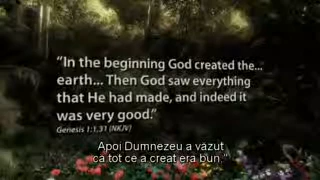 "In the beginning God created the...
earth... Then God saw everything
that He had made, and indeed it
was very good."
Genesis 1:1,31 (NKJV)
Apoi Dumnezeu a văzut
că tot ce a creat era bun."